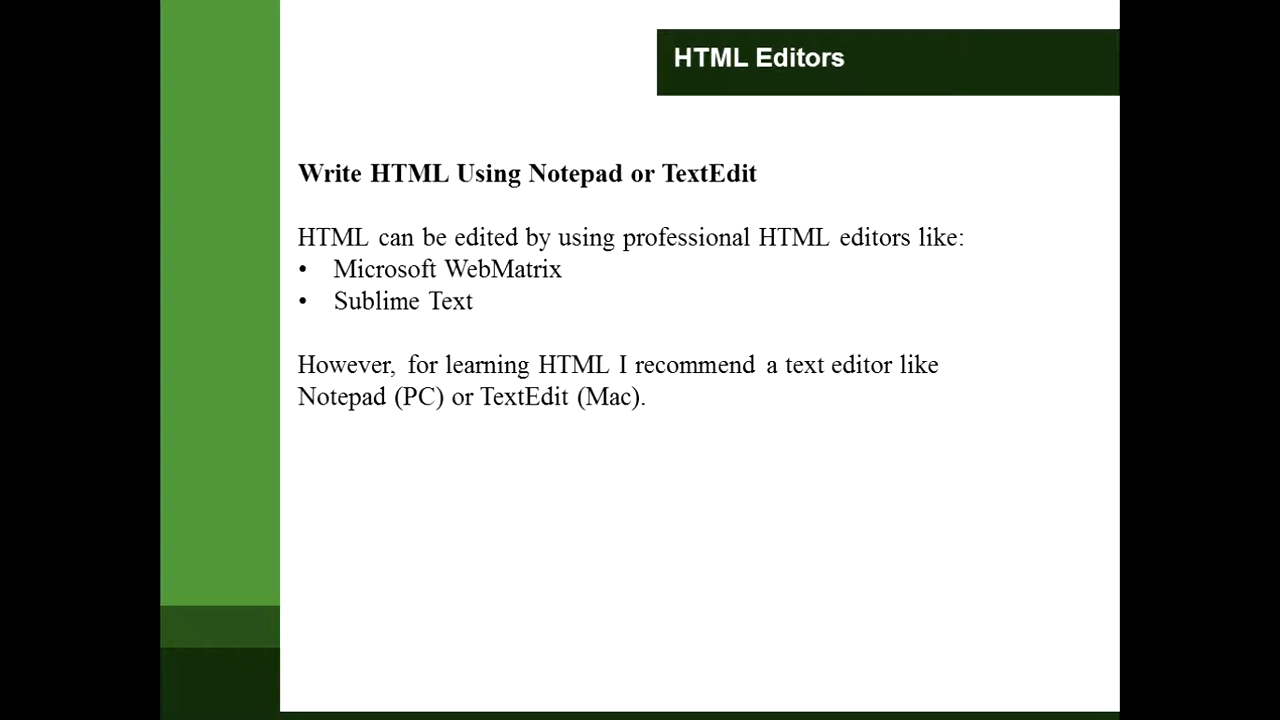 HTML Editors
Write HTML Using Notepad or TextEdit
HTML can be edited by using professional HTML editors like:
• Microsoft WebMatrix
• Sublime Text
However, for learning HTML I recommend a text editor like
Notepad (PC) or TextEdit (Mac).